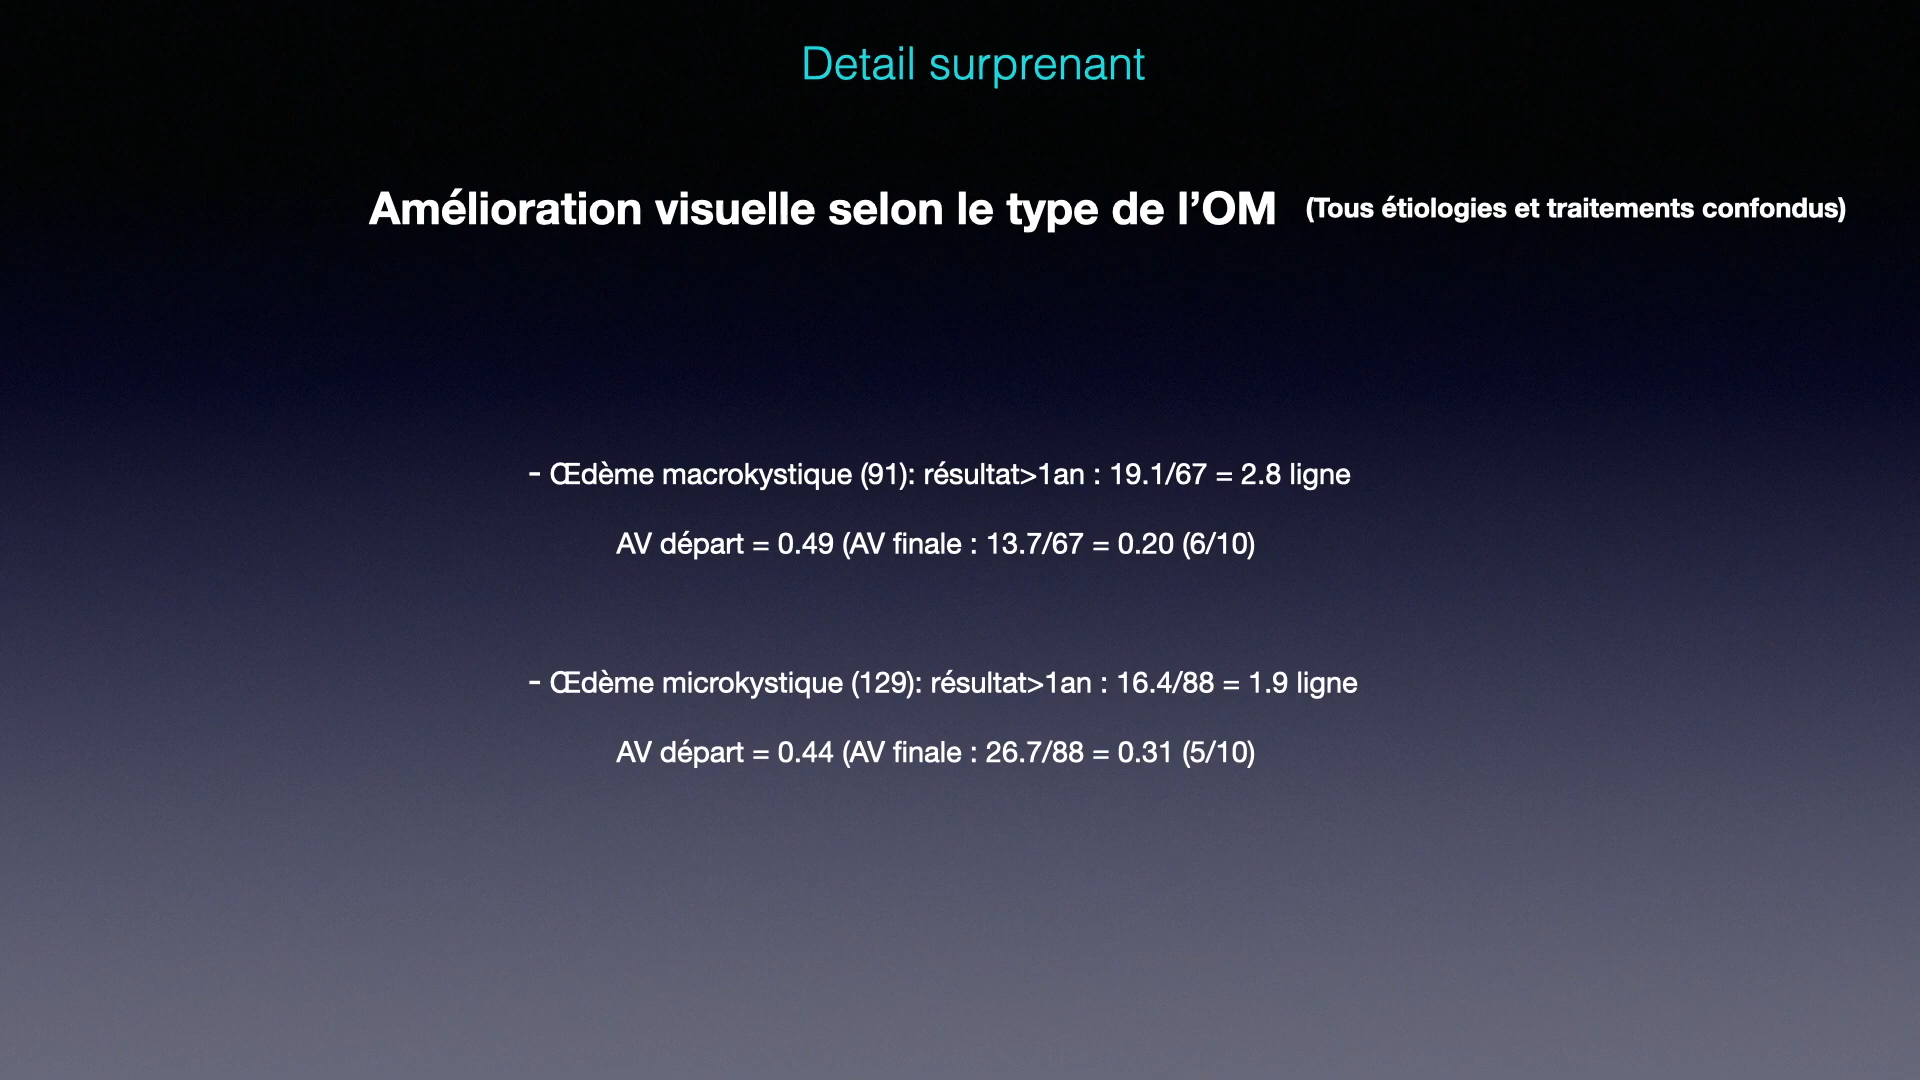 Detail surprenant
Amélioration visuelle selon le type de l’OM (Tous étiologies et traitements confondus)
- Œdème macrokystique (91): résultat>1an : 19.1/67 = 2.8 ligne
AV départ = 0.49 (AV finale : 13.7/67 = 0.20 (6/10)
- Œdème microkystique (129): résultat>1an : 16.4/88 = 1.9 ligne
AV départ = 0.44 (AV finale : 26.7/88 = 0.31 (5/10)